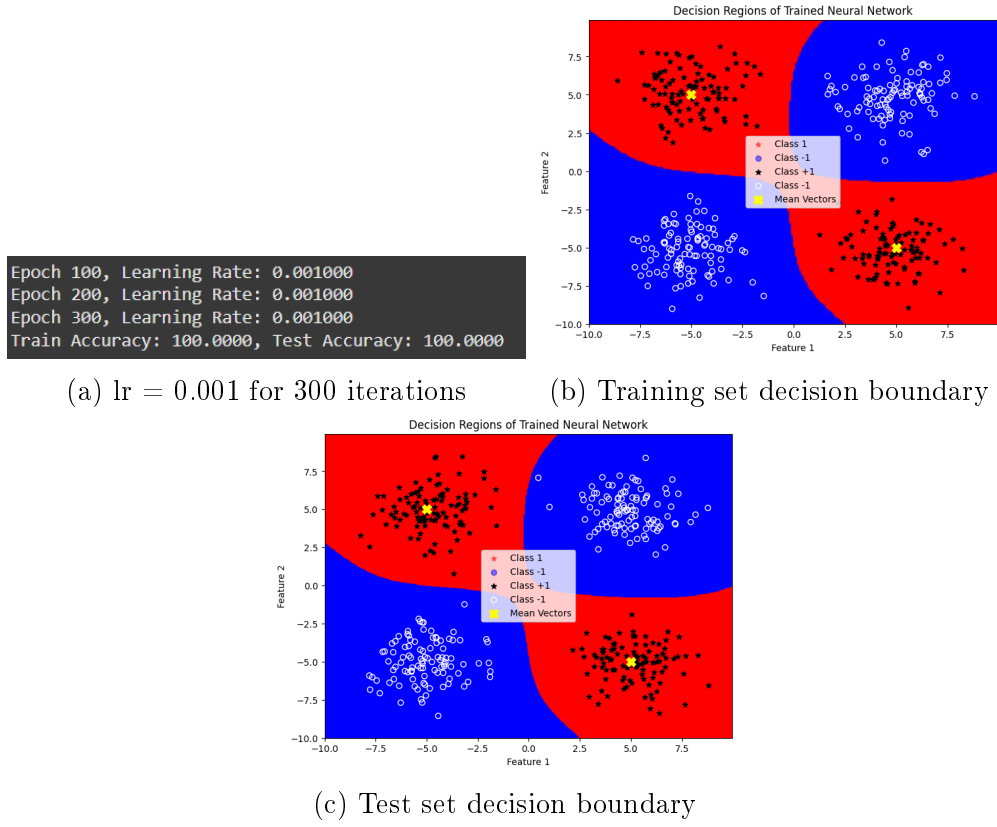 Epoch 100, Learning Rate: 0.001000
Epoch 200, Learning Rate: 0.001000
Epoch 300, Learning Rate: 0.001000
Train Accuracy: 100.0000, Test Accuracy: 100.0000
(a) lr = 0.001 for 300 iterations
Decision Regions of Trained Neural Network
Feature 2
7.5
5.0
2.5
0.0
−2.5
−5.0
−7.5
−10.0
Class 1
Class -1
Class +1
Class -1
Mean Vectors
−10.0 −7.5 −5.0 −2.5 0.0 2.5 5.0 7.5
Feature 1
(b) Training set decision boundary
Decision Regions of Trained Neural Network
Feature 2
7.5
5.0
2.5
0.0
−2.5
−5.0
−7.5
−10.0
Class 1
Class -1
Class +1
Class -1
Mean Vectors
−10.0 −7.5 −5.0 −2.5 0.0 2.5 5.0 7.5
Feature 1
(c) Test set decision boundary